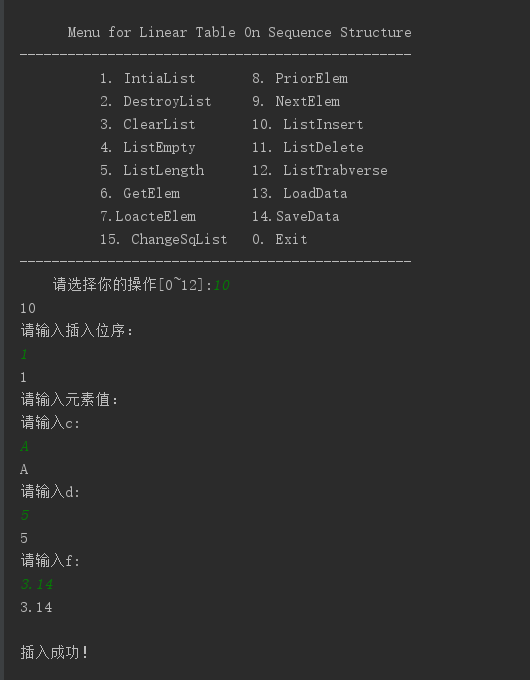 Menu for Linear Table On Sequence Structure
-------------------------------------------------
1. IntiaList 8. PriorElem
2. DestroyList 9. NextElem
3. ClearList 10. ListInsert
4. ListEmpty 11. ListDelete
5. ListLength 12. ListTrabverse
6. GetElem 13. LoadData
7.LoacteElem 14.SaveData
15. ChangeSqList 0. Exit
-------------------------------------------------
请选择你的操作[0~12]:10
10
请输入插入位序：
1
1
请输入元素值：
请输入c:
A
A
请输入d:
5
5
请输入f:
3.14
3.14
插入成功！